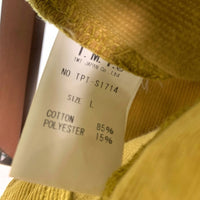 NO TPT-S1714
SIZE L
COTTON 85%
POLYESTER 15%